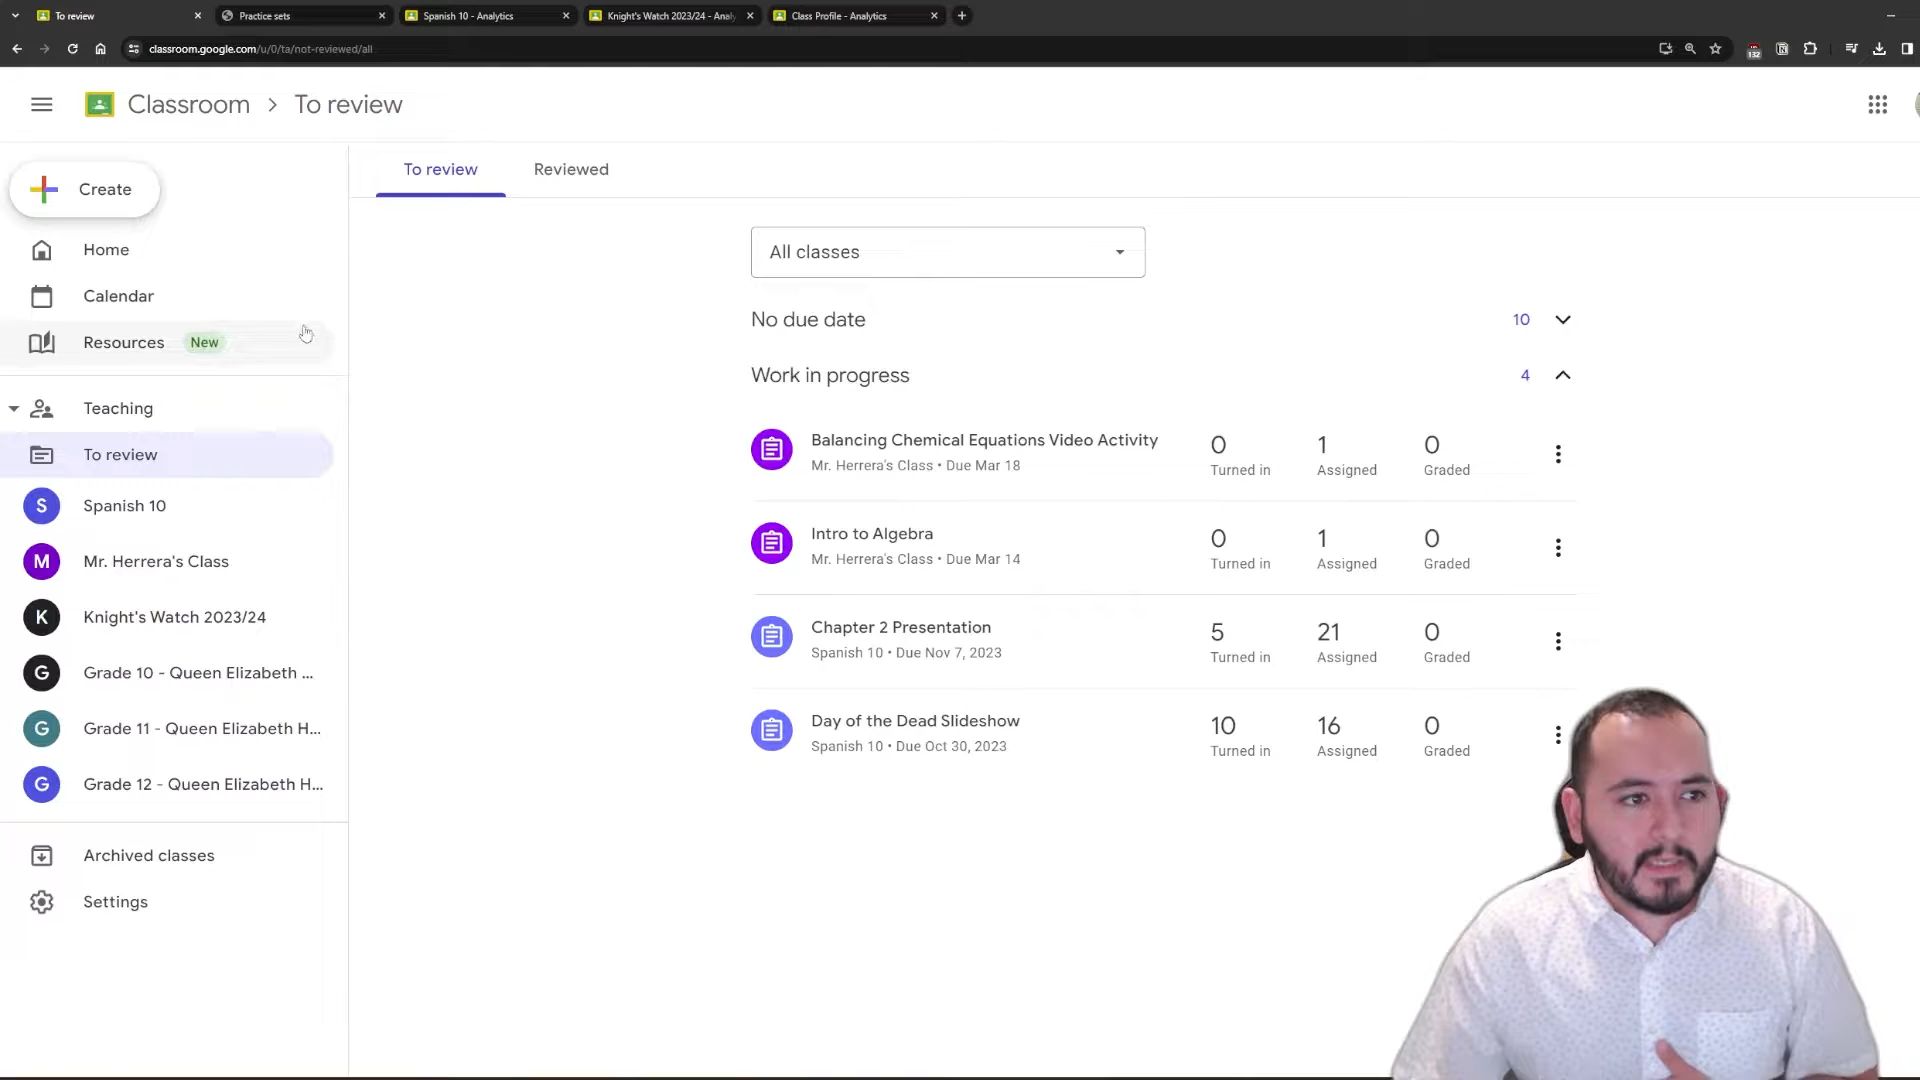 To review
Practice sets
Spanish 10 - Analytics
Knight's Watch 2023/24 - Anal
Class Profile - Analytics
classroom.google.com/u/0/ta/not-reviewed/all
132
Classroom > To review
Create
To review
Reviewed
Home
All classes
Calendar
No due date 10
Resources New
Work in progress 4
Teaching
To review
S Spanish 10
M Mr. Herrera's Class
K Knight's Watch 2023/24
G Grade 10 - Queen Elizabeth ...
G Grade 11 - Queen Elizabeth H...
G Grade 12 - Queen Elizabeth H...
Archived classes
Settings
Balancing Chemical Equations Video Activity
Mr. Herrera's Class • Due Mar 18
0 1 0
Turned in Assigned Graded
Intro to Algebra
Mr. Herrera's Class • Due Mar 14
0 1 0
Turned in Assigned Graded
Chapter 2 Presentation
Spanish 10 • Due Nov 7, 2023
5 21 0
Turned in Assigned Graded
Day of the Dead Slideshow
Spanish 10 • Due Oct 30, 2023
10 16 0
Turned in Assigned Graded